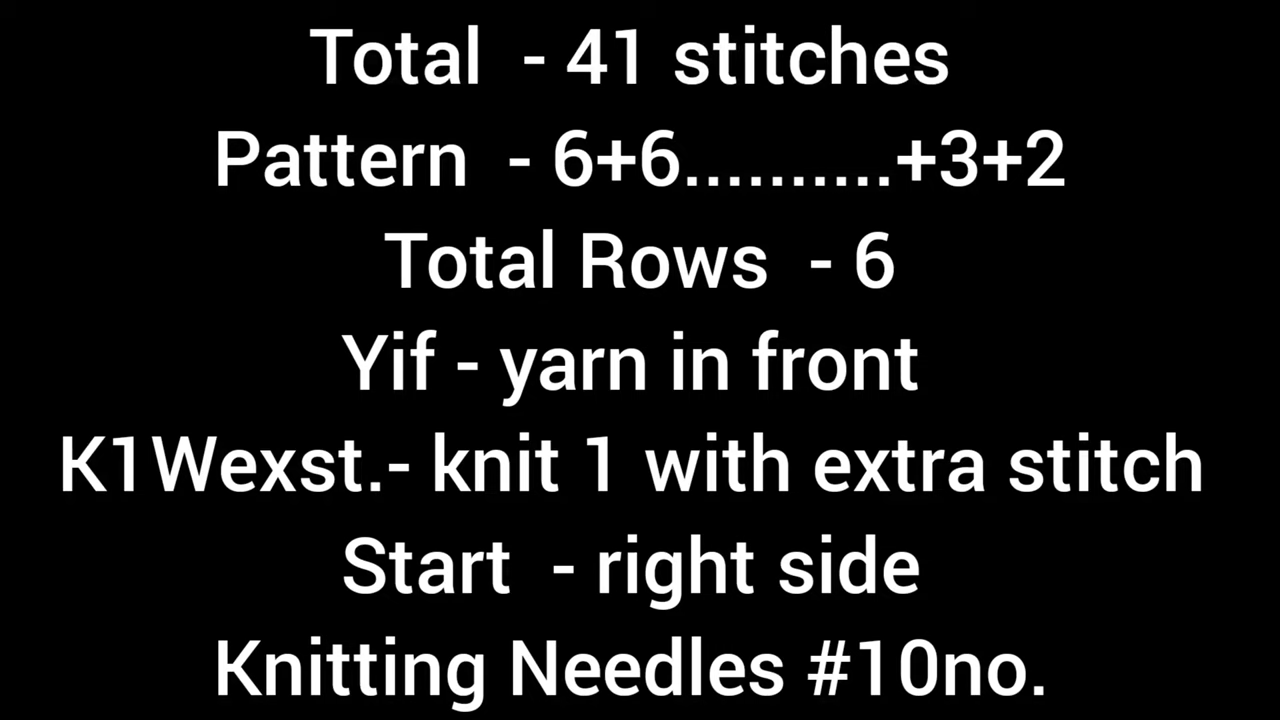 Total - 41 stitches
Pattern - 6+6..........+3+2
Total Rows - 6
Yif - yarn in front
K1Wexst.- knit 1 with extra stitch
Start - right side
Knitting Needles #10no.